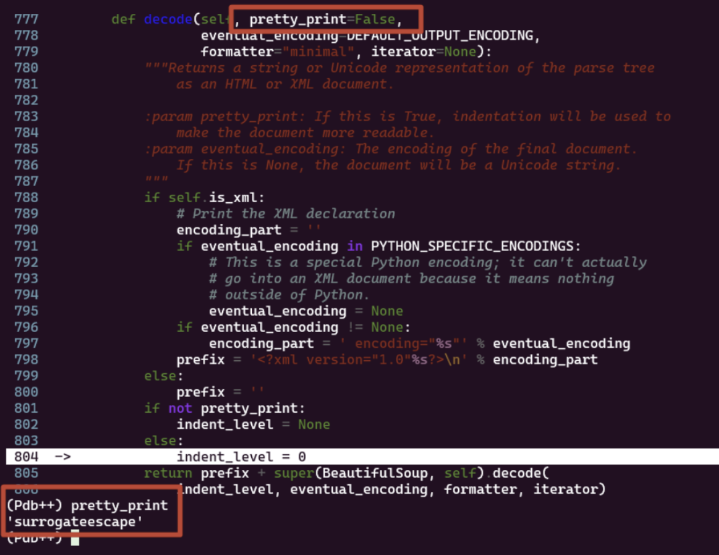 777 def decode(self, pretty_print=False,
778 eventual_encoding=DEFAULT_OUTPUT_ENCODING,
779 formatter="minimal", iterator=None):
780 """Returns a string or Unicode representation of the parse tree
781 as an HTML or XML document.
782
783 :param pretty_print: If this is True, indentation will be used to
784 make the document more readable.
785 :param eventual_encoding: The encoding of the final document.
786 If this is None, the document will be a Unicode string.
787 """
788 if self.is_xml:
789 # Print the XML declaration
790 encoding_part = ''
791 if eventual_encoding in PYTHON_SPECIFIC_ENCODINGS:
792 # This is a special Python encoding; it can't actually
793 # go into an XML document because it means nothing
794 # outside of Python.
795 eventual_encoding = None
796 if eventual_encoding != None:
797 encoding_part = ' encoding="%s"' % eventual_encoding
798 prefix = '<?xml version="1.0"%s?>\n' % encoding_part
799 else:
800 prefix = ''
801 if not pretty_print:
802 indent_level = None
803 else:
804 -> indent_level = 0
805 return prefix + super(BeautifulSoup, self).decode(
806 indent_level, eventual_encoding, formatter, iterator)
(Pdb++) pretty_print
'surrogateescape'
(Pdb++)